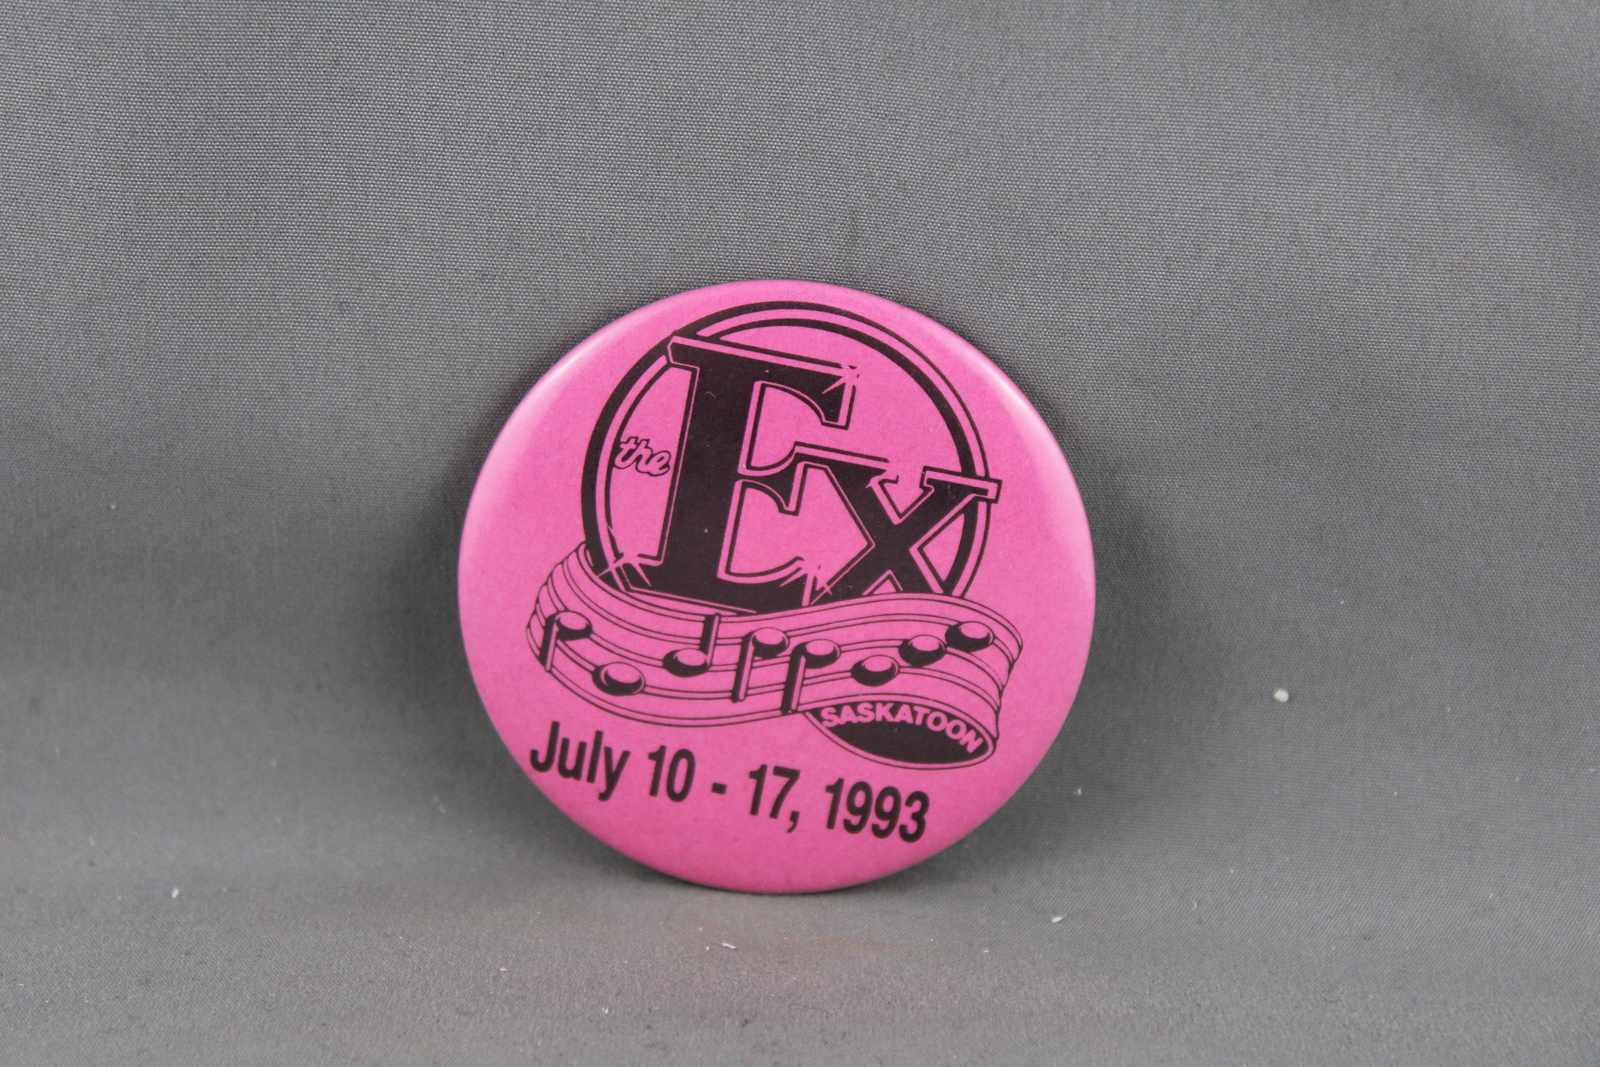 the
Ex
SASKATOON
July 10 - 17, 1993